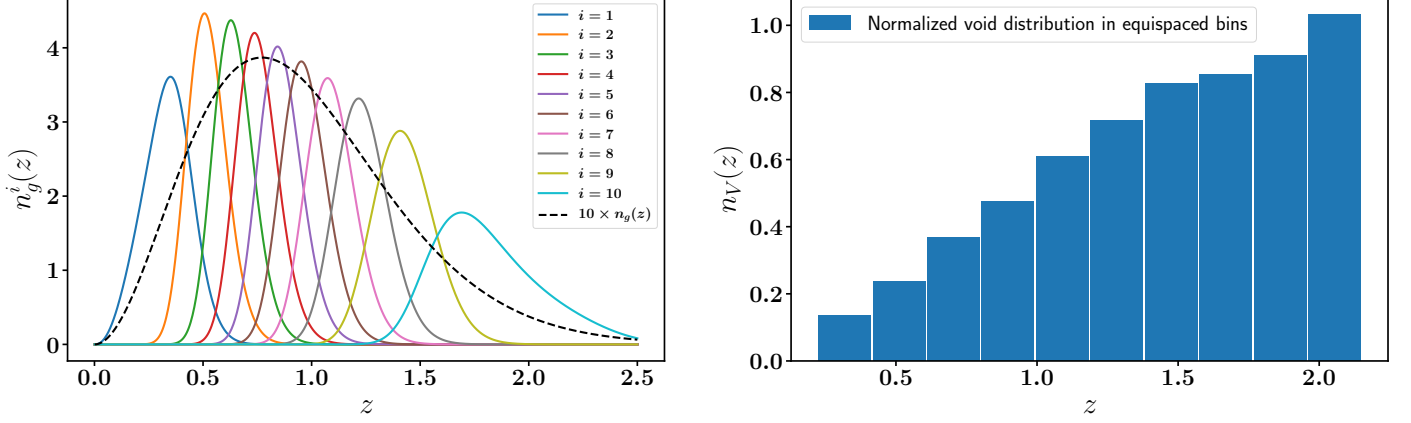 4
3
2
1
0
n_g^i(z)
0.0 0.5 1.0 1.5 2.0 2.5
z
i = 1
i = 2
i = 3
i = 4
i = 5
i = 6
i = 7
i = 8
i = 9
i = 10
10 × n_g(z)
1.0
0.8
0.6
0.4
0.2
0.0
n_V(z)
0.5 1.0 1.5 2.0
z
Normalized void distribution in equispaced bins